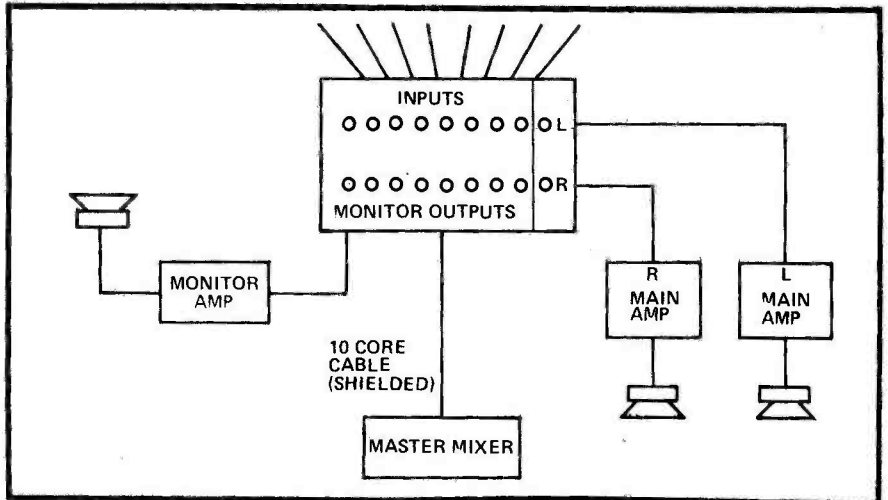 INPUTS
L
R
MONITOR OUTPUTS
MONITOR
AMP
R
MAIN
AMP
L
MAIN
AMP
10 CORE
CABLE
(SHIELDED)
MASTER MIXER